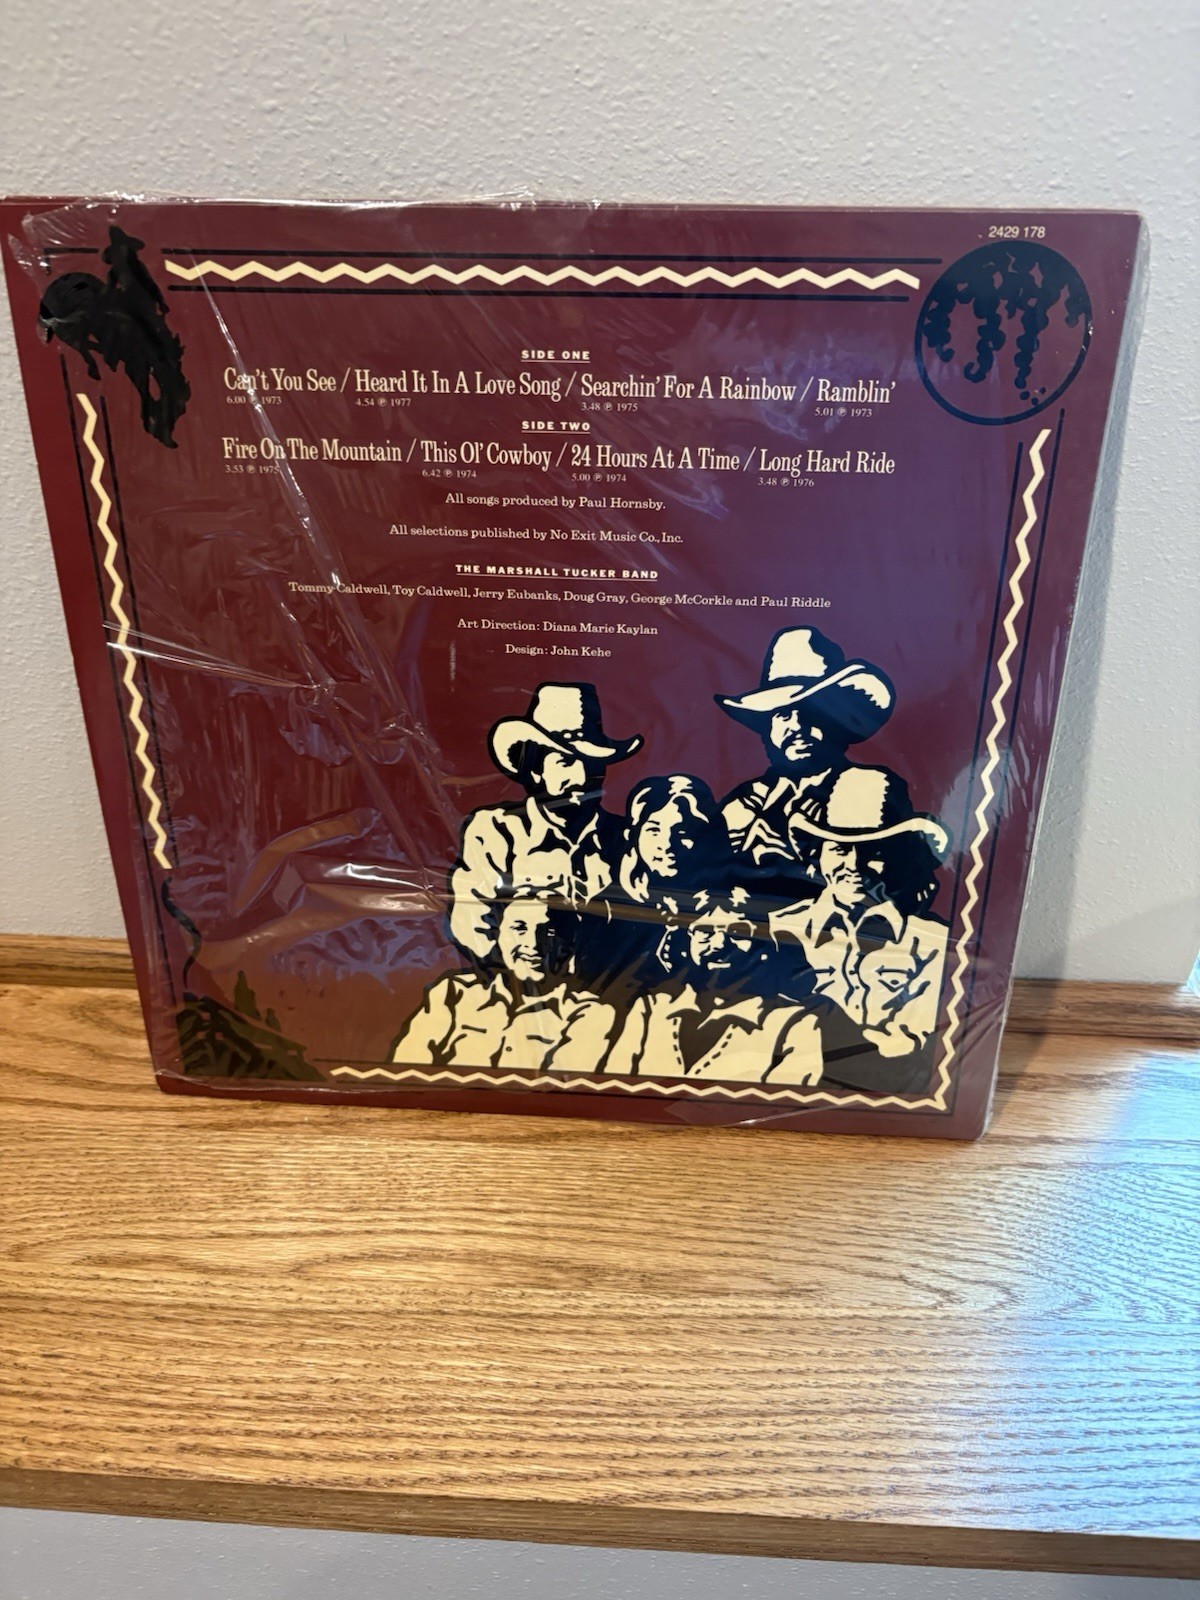 2429 178
SIDE ONE
Can't You See / Heard It In A Love Song / Searchin' For A Rainbow / Ramblin'
6.00 ℗ 1973 4.54 ℗ 1977 3.48 ℗ 1975 5.01 ℗ 1973
SIDE TWO
Fire On The Mountain / This Ol' Cowboy / 24 Hours At A Time / Long Hard Ride
3.53 ℗ 1975 6.42 ℗ 1974 5.00 ℗ 1974 3.48 ℗ 1976
All songs produced by Paul Hornsby.
All selections published by No Exit Music Co., Inc.
THE MARSHALL TUCKER BAND
Tommy Caldwell, Toy Caldwell, Jerry Eubanks, Doug Gray, George McCorkle and Paul Riddle
Art Direction: Diana Marie Kaylan
Design: John Kehe